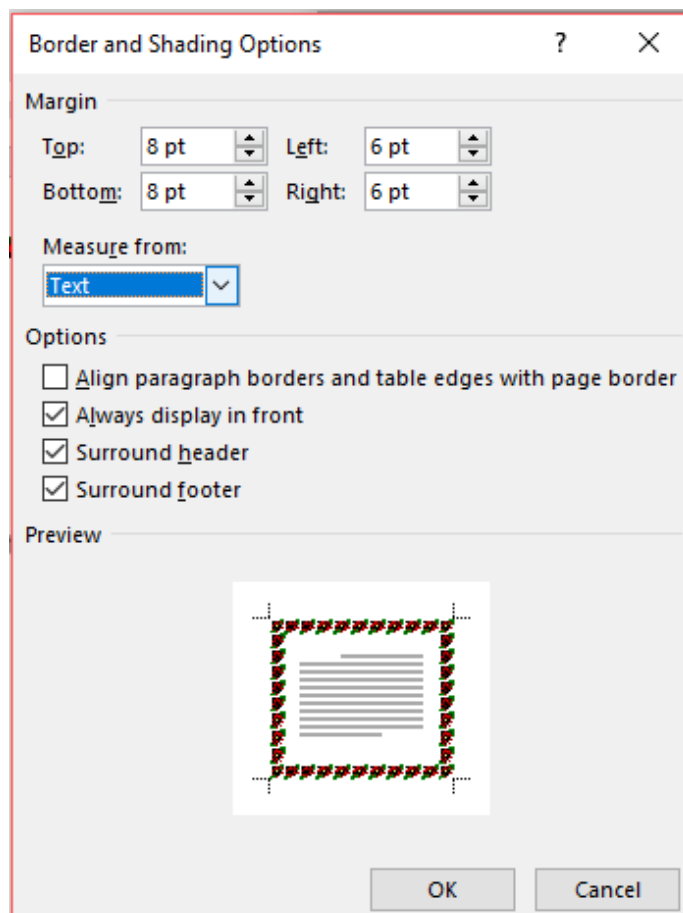 Border and Shading Options ?
Margin
Top: 8 pt Left: 6 pt
Bottom: 8 pt Right: 6 pt
Measure from:
Text
Options
Align paragraph borders and table edges with page border
Always display in front
Surround header
Surround footer
Preview
OK Cancel